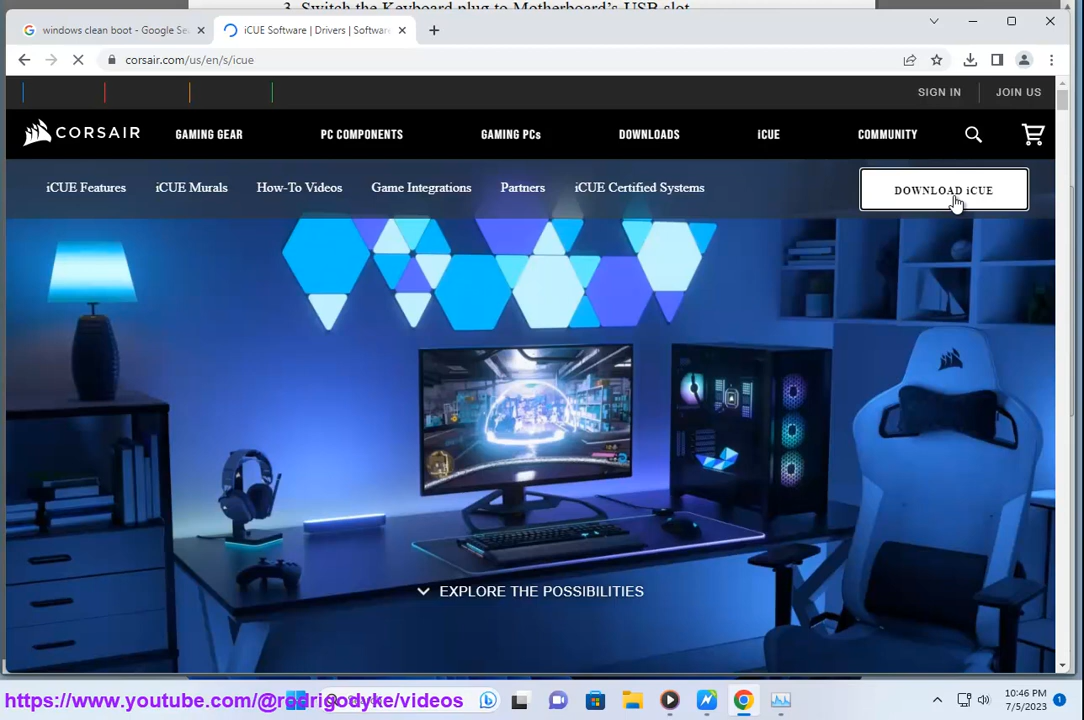 3. Switch the Keyboard plug to Motherboard's USB slot
windows clean boot - Google Se
iCUE Software | Drivers | Software
corsair.com/us/en/s/icue
SIGN IN
JOIN US
CORSAIR
GAMING GEAR
PC COMPONENTS
GAMING PCs
DOWNLOADS
iCUE
COMMUNITY
iCUE Features
iCUE Murals
How-To Videos
Game Integrations
Partners
iCUE Certified Systems
DOWNLOAD iCUE
EXPLORE THE POSSIBILITIES
https://www.youtube.com/@rodrigodyke/videos
10:46 PM
7/5/2023
1